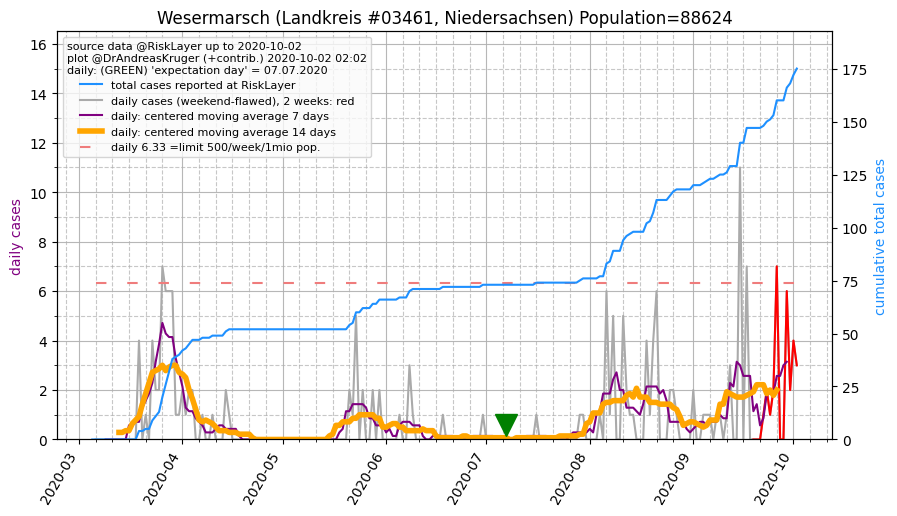 Wesermarsch (Landkreis #03461, Niedersachsen) Population=88624
source data @RiskLayer up to 2020-10-02
plot @DrAndreasKruger (+contrib.) 2020-10-02 02:02
daily: (GREEN) 'expectation day' = 07.07.2020
total cases reported at RiskLayer
daily cases (weekend-flawed), 2 weeks: red
daily: centered moving average 7 days
daily: centered moving average 14 days
daily 6.33 =limit 500/week/1mio pop.
daily cases
16
14
12
10
8
6
4
2
0
cumulative total cases
175
150
125
100
75
50
25
0
2020-03
2020-04
2020-05
2020-06
2020-07
2020-08
2020-09
2020-10